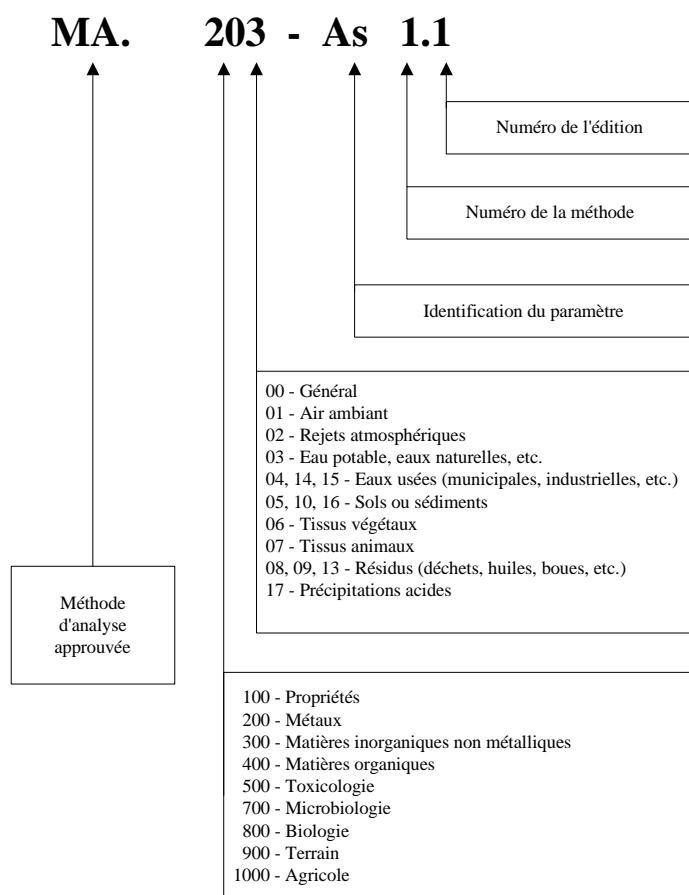 MA. 203 - As 1.1
Numéro de l'édition
Numéro de la méthode
Identification du paramètre
00 - Général
01 - Air ambiant
02 - Rejets atmosphériques
03 - Eau potable, eaux naturelles, etc.
04, 14, 15 - Eaux usées (municipales, industrielles, etc.)
05, 10, 16 - Sols ou sédiments
06 - Tissus végétaux
07 - Tissus animaux
08, 09, 13 - Résidus (déchets, huiles, boues, etc.)
17 - Précipitations acides
Méthode
d'analyse
approuvée
100 - Propriétés
200 - Métaux
300 - Matières inorganiques non métalliques
400 - Matières organiques
500 - Toxicologie
700 - Microbiologie
800 - Biologie
900 - Terrain
1000 - Agricole